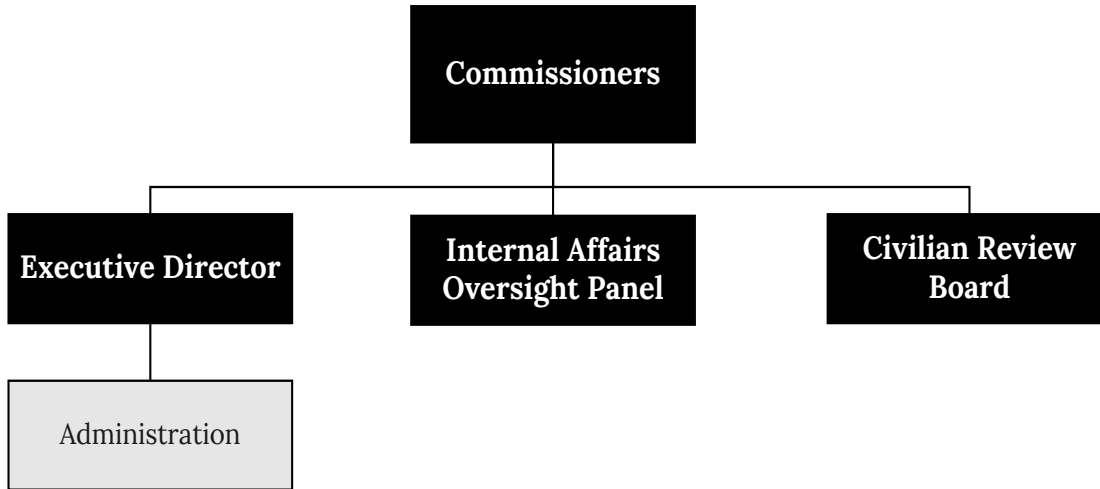 Commissioners
Executive Director
Internal Affairs
Oversight Panel
Civilian Review
Board
Administration